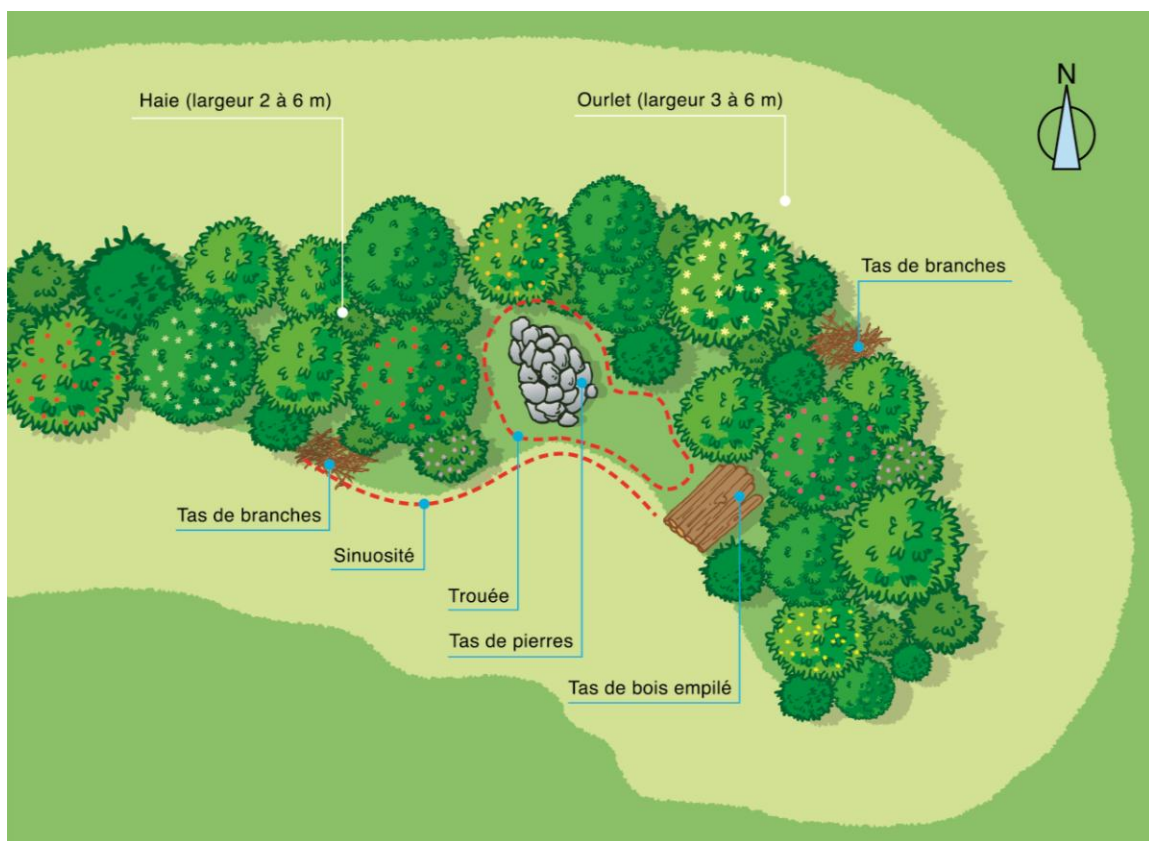 N
Haie (largeur 2 à 6 m)
Ourlet (largeur 3 à 6 m)
Tas de branches
Tas de branches
Sinuosité
Trouée
Tas de pierres
Tas de bois empilé